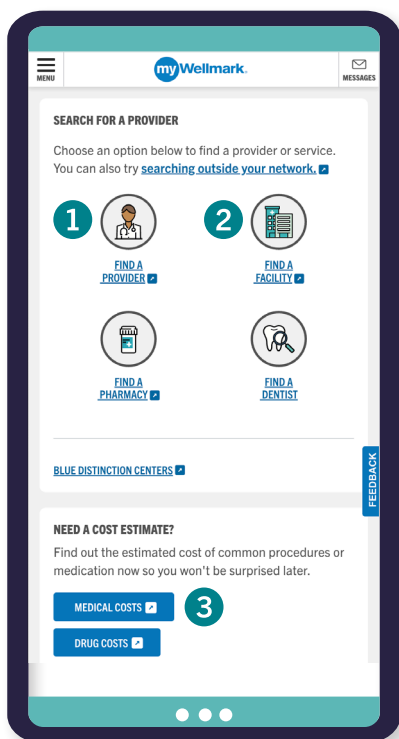 MENU
myWellmark.
MESSAGES
SEARCH FOR A PROVIDER
Choose an option below to find a provider or service.
You can also try searching outside your network.
1
2
FIND A
PROVIDER
FIND A
FACILITY
FIND A
PHARMACY
FIND A
DENTIST
BLUE DISTINCTION CENTERS
FEEDBACK
NEED A COST ESTIMATE?
Find out the estimated cost of common procedures or
medication now so you won't be surprised later.
MEDICAL COSTS
3
DRUG COSTS